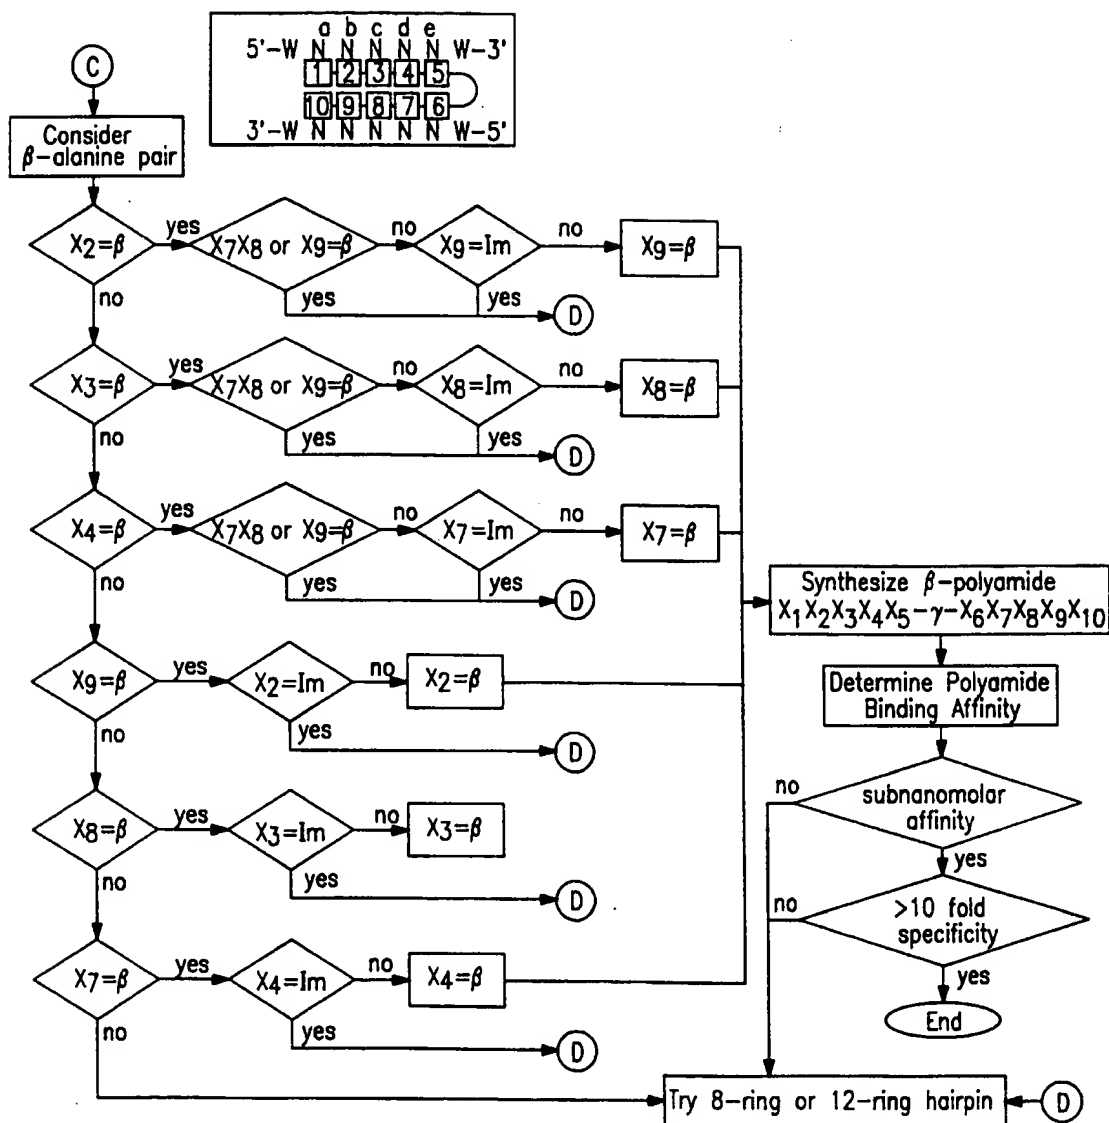 a b c d e
5'-W N N N N N W-3'
1 2 3 4 5
10 9 8 7 6
3'-W N N N N N W-5'
C
Consider
β-alanine pair
X2=β
yes
X7X8 or X9=β
no
X9=Im
no
X9=β
no
yes
yes
D
X3=β
yes
X7X8 or X9=β
no
X8=Im
no
X8=β
no
yes
yes
D
X4=β
yes
X7X8 or X9=β
no
X7=Im
no
X7=β
no
yes
yes
D
Synthesize β-polyamide
X1X2X3X4X5-γ-X6X7X8X9X10
X9=β
yes
X2=Im
no
X2=β
no
yes
D
Determine Polyamide
Binding Affinity
no
subnanomolar
affinity
yes
X8=β
yes
X3=Im
no
X3=β
no
yes
D
no
>10 fold
specificity
yes
End
X7=β
yes
X4=Im
no
X4=β
no
yes
D
Try 8-ring or 12-ring hairpin
D